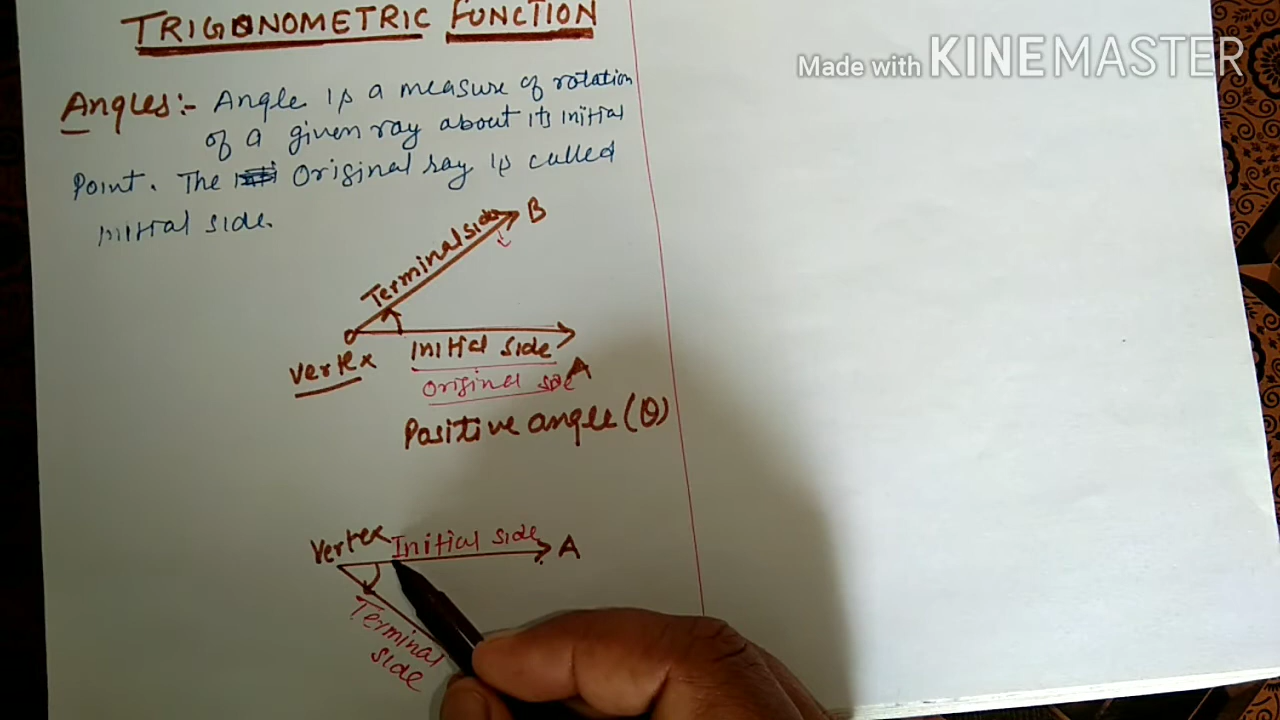 TRIGONOMETRIC FUNCTION
Made with KINEMASTER
Angles:- Angle is a measure of rotation
of a given ray about its initial
Point. The Original ray is called
initial side.
B
Terminal side
Vertex
Initial side
A
Original side
Positive angle (θ)
Vertex
Initial side
A
Terminal
side